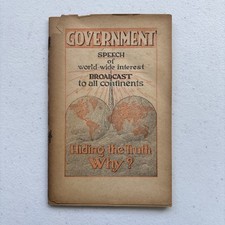 GOVERNMENT
SPEECH
of
world wide interest
BROADCAST
to all continents
Hiding the Truth
Why?